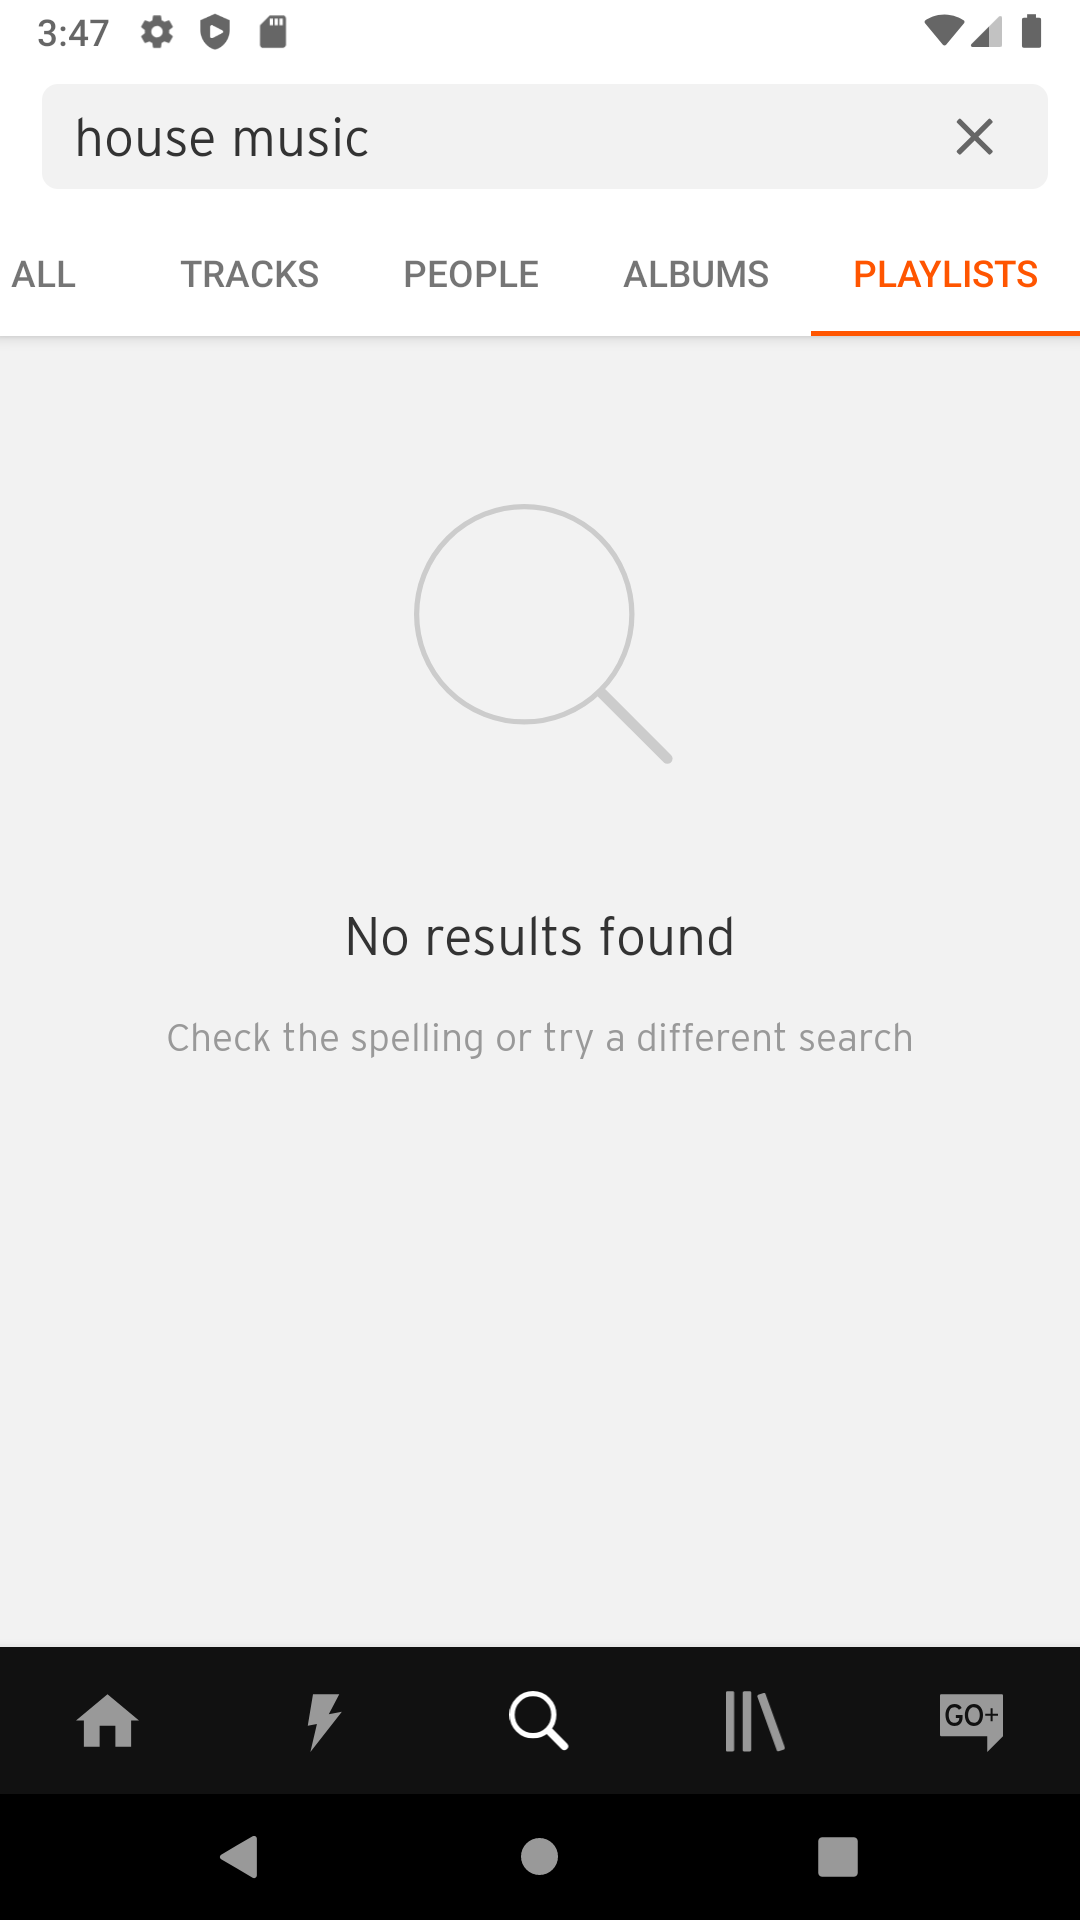 3:47
house music
ALL TRACKS PEOPLE ALBUMS PLAYLISTS
No results found
Check the spelling or try a different search
GO+